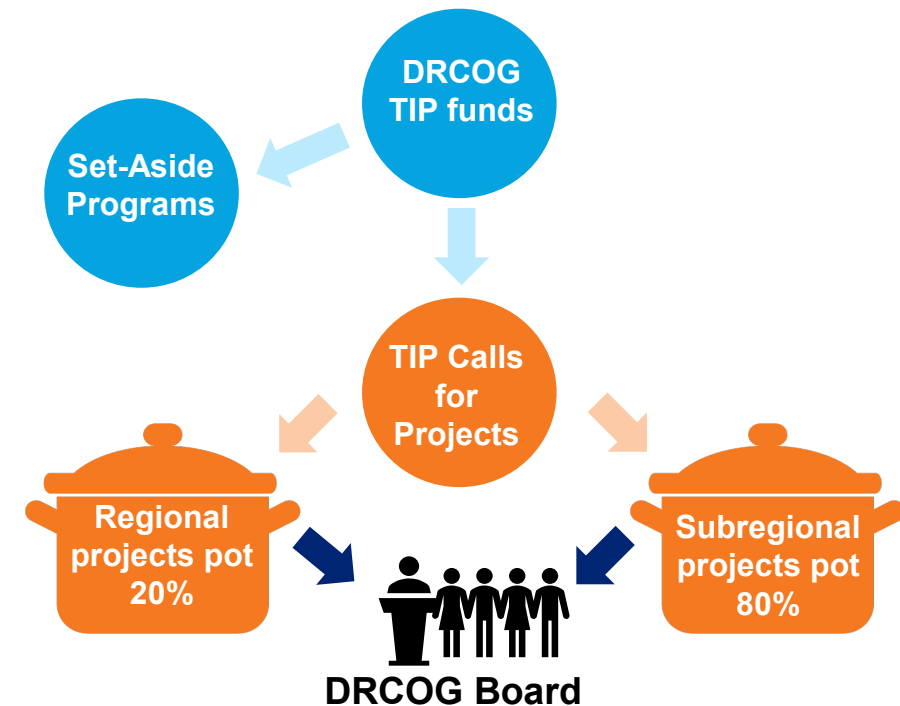 DRCOG
TIP funds
Set-Aside
Programs
TIP Calls
for
Projects
Regional
projects pot
20%
Subregional
projects pot
80%
DRCOG Board